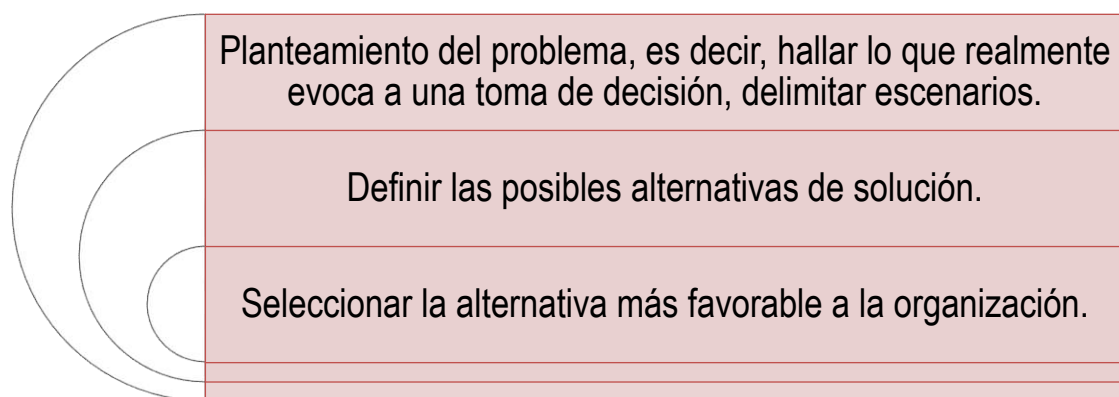 Planteamiento del problema, es decir, hallar lo que realmente
evoca a una toma de decisión, delimitar escenarios.
Definir las posibles alternativas de solución.
Seleccionar la alternativa más favorable a la organización.